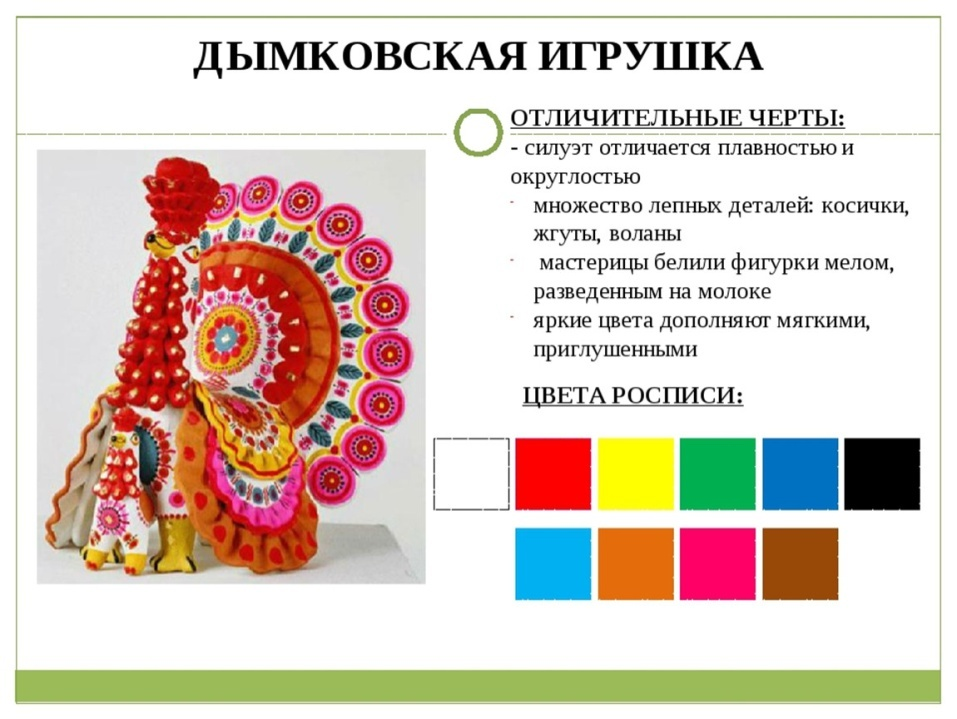 ДЫМКОВСКАЯ ИГРУШКА
ОТЛИЧИТЕЛЬНЫЕ ЧЕРТЫ:
- силуэт отличается плавностью и
округлостью
- множество лепных деталей: косички,
жгуты, воланы
- мастерицы белили фигурки мелом,
разведенным на молоке
- яркие цвета дополняют мягкими,
приглушенными
ЦВЕТА РОСПИСИ: